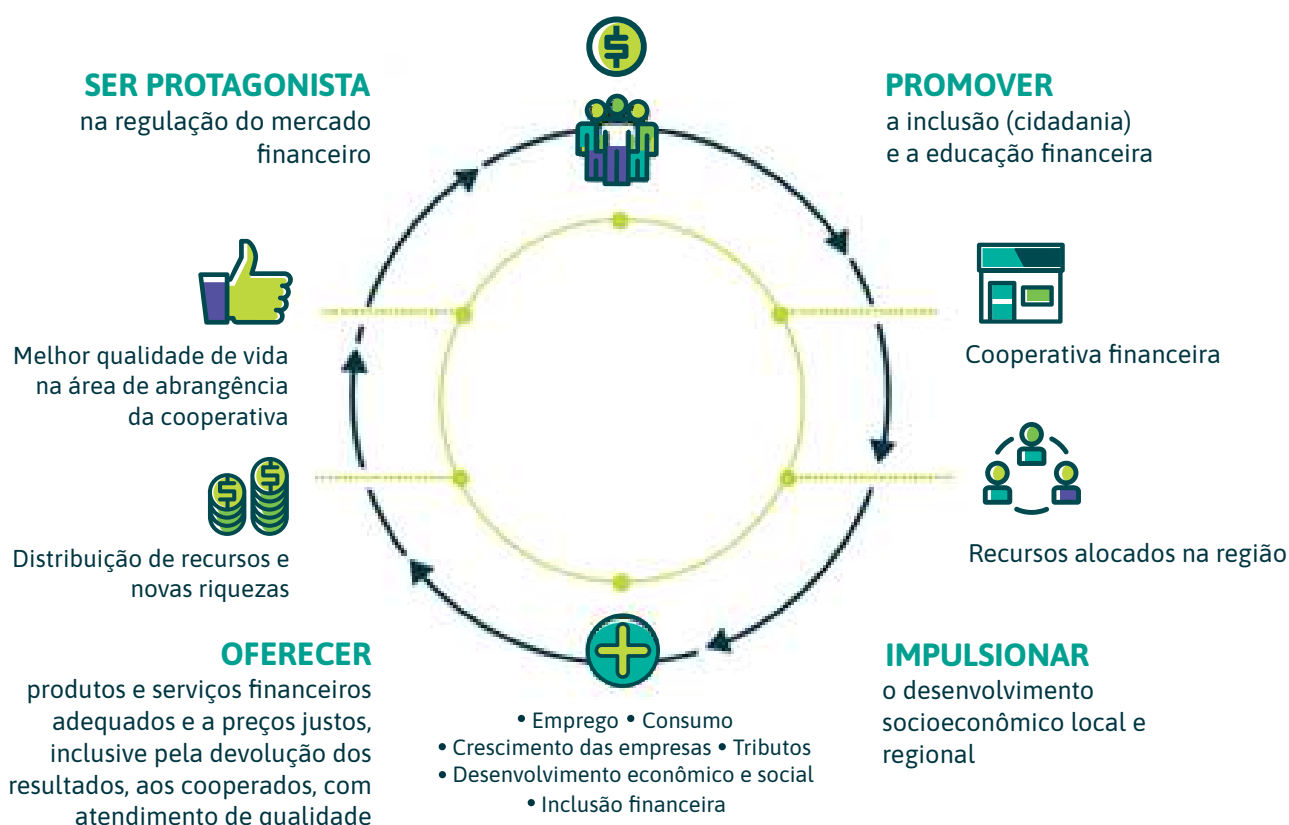 SER PROTAGONISTA
na regulação do mercado
financeiro
PROMOVER
a inclusão (cidadania)
e a educação financeira
Melhor qualidade de vida
na área de abrangência
da cooperativa
Cooperativa financeira
Distribuição de recursos e
novas riquezas
Recursos alocados na região
OFERECER
produtos e serviços financeiros
adequados e a preços justos,
inclusive pela devolução dos
resultados, aos cooperados, com
atendimento de qualidade
• Emprego • Consumo
• Crescimento das empresas • Tributos
• Desenvolvimento econômico e social
• Inclusão financeira
IMPULSIONAR
o desenvolvimento
socioeconômico local e
regional